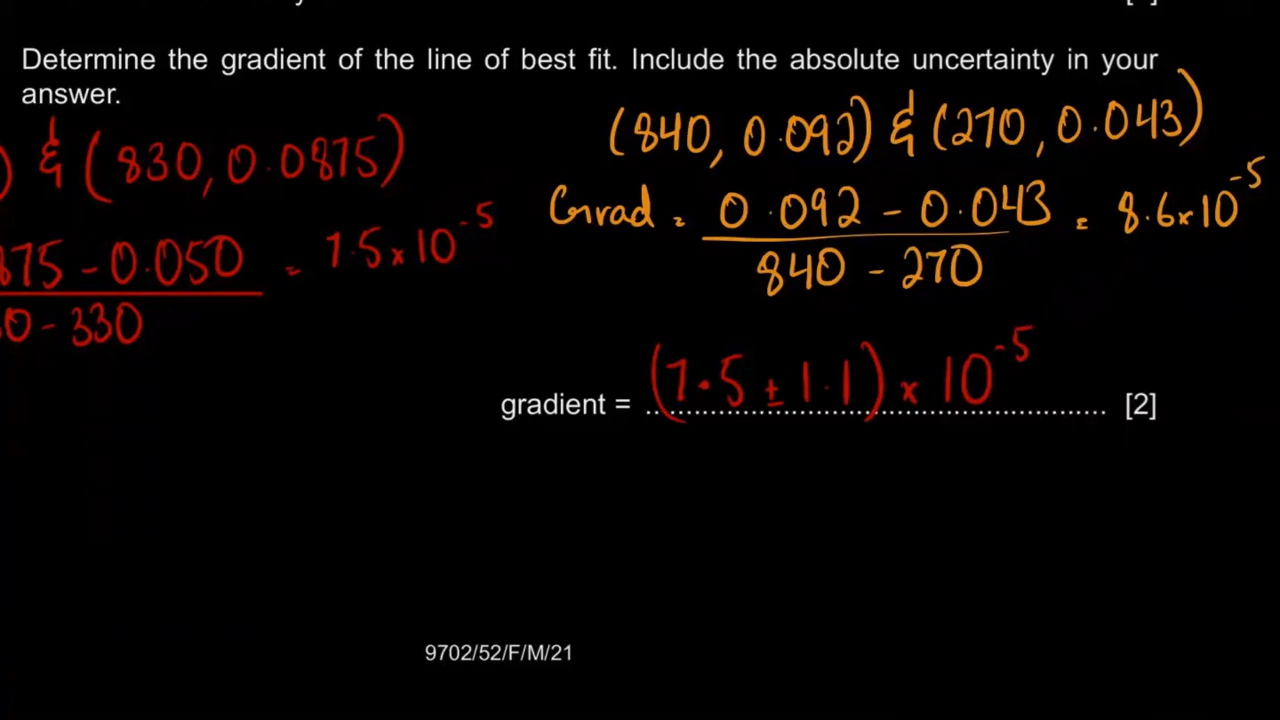 Determine the gradient of the line of best fit. Include the absolute uncertainty in your
answer.
) & (830, 0.0875)
875 - 0.050 = 7.5 × 10^-5
0 - 330
(840, 0.092) & (270, 0.043)
Grad = 0.092 - 0.043 = 8.6 × 10^-5
840 - 270
gradient = (7.5 ± 1.1) × 10^-5 [2]
9702/52/F/M/21